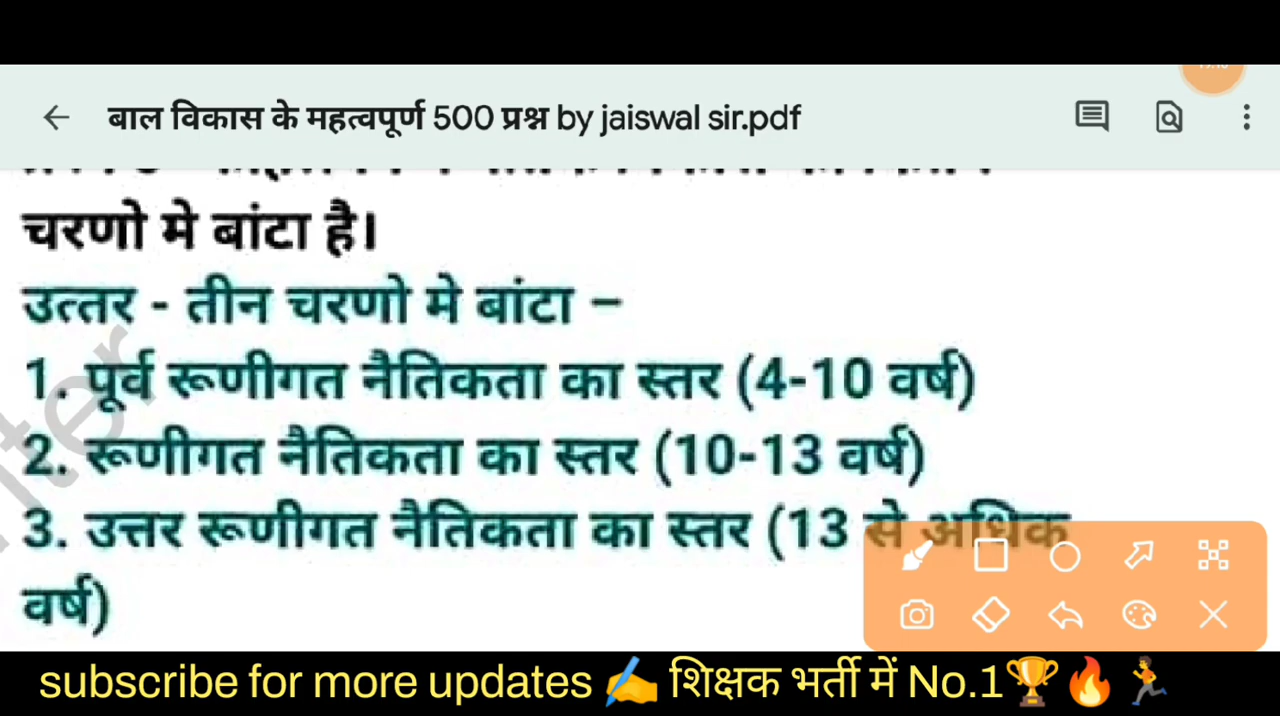 बाल विकास के महत्वपूर्ण 500 प्रश्न by jaiswal sir.pdf
चरणो मे बांटा है।
उत्तर - तीन चरणो मे बांटा –
1. पूर्व रूणीगत नैतिकता का स्तर (4-10 वर्ष)
2. रूणीगत नैतिकता का स्तर (10-13 वर्ष)
3. उत्तर रूणीगत नैतिकता का स्तर (13 से अधिक
वर्ष)
subscribe for more updates ✍️ शिक्षक भर्ती में No.1🏆🔥🏃